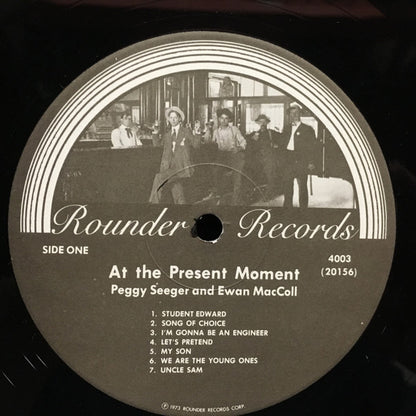 Rounder Records
SIDE ONE
4003
(20156)
At the Present Moment
Peggy Seeger and Ewan MacColl
1. STUDENT EDWARD
2. SONG OF CHOICE
3. I'M GONNA BE AN ENGINEER
4. LET'S PRETEND
5. MY SON
6. WE ARE THE YOUNG ONES
7. UNCLE SAM
℗ 1973 ROUNDER RECORDS CORP.